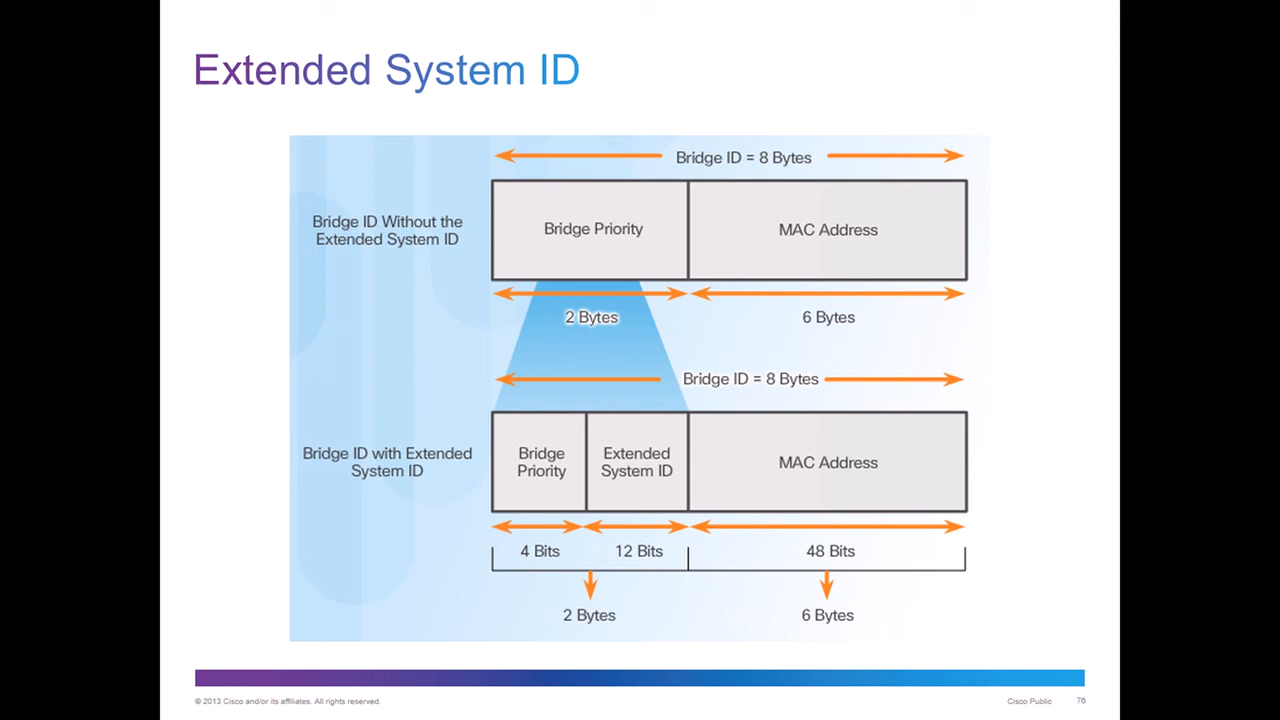 Extended System ID
Bridge ID = 8 Bytes
Bridge ID Without the
Extended System ID
Bridge Priority
MAC Address
2 Bytes
6 Bytes
Bridge ID = 8 Bytes
Bridge ID with Extended
System ID
Bridge
Priority
Extended
System ID
MAC Address
4 Bits
12 Bits
48 Bits
2 Bytes
6 Bytes
© 2013 Cisco and/or its affiliates. All rights reserved.
Cisco Public
76